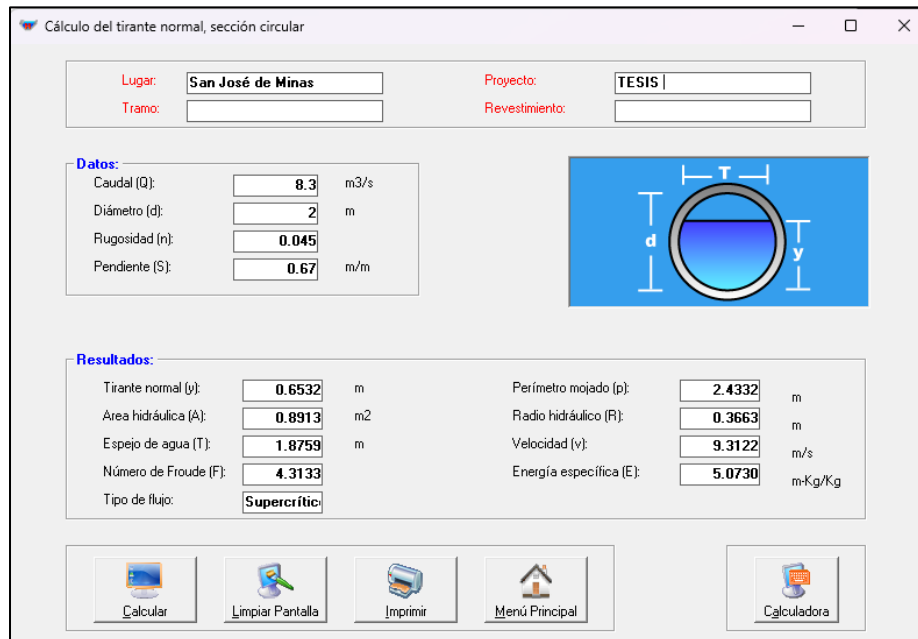 Cálculo del tirante normal, sección circular
Lugar: San José de Minas Proyecto: TESIS
Tramo: Revestimiento:
Datos:
Caudal (Q): 8.3 m3/s
Diámetro (d): 2 m
Rugosidad (n): 0.045
Pendiente (S): 0.67 m/m
T
d
y
Resultados:
Tirante normal (y): 0.6532 m Perímetro mojado (p): 2.4332 m
Area hidráulica (A): 0.8913 m2 Radio hidráulico (R): 0.3663 m
Espejo de agua (T): 1.8759 m Velocidad (v): 9.3122 m/s
Número de Froude (F): 4.3133 Energía específica (E): 5.0730 m-Kg/Kg
Tipo de flujo: Supercrític
Calcular Limpiar Pantalla Imprimir Menú Principal Calculadora